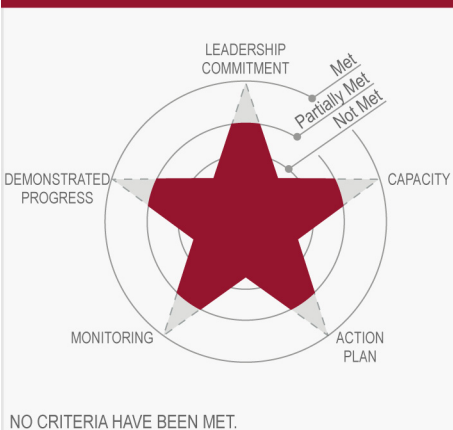 LEADERSHIP
COMMITMENT
Met
Partially Met
Not Met
DEMONSTRATED
PROGRESS
CAPACITY
MONITORING
ACTION
PLAN
NO CRITERIA HAVE BEEN MET.